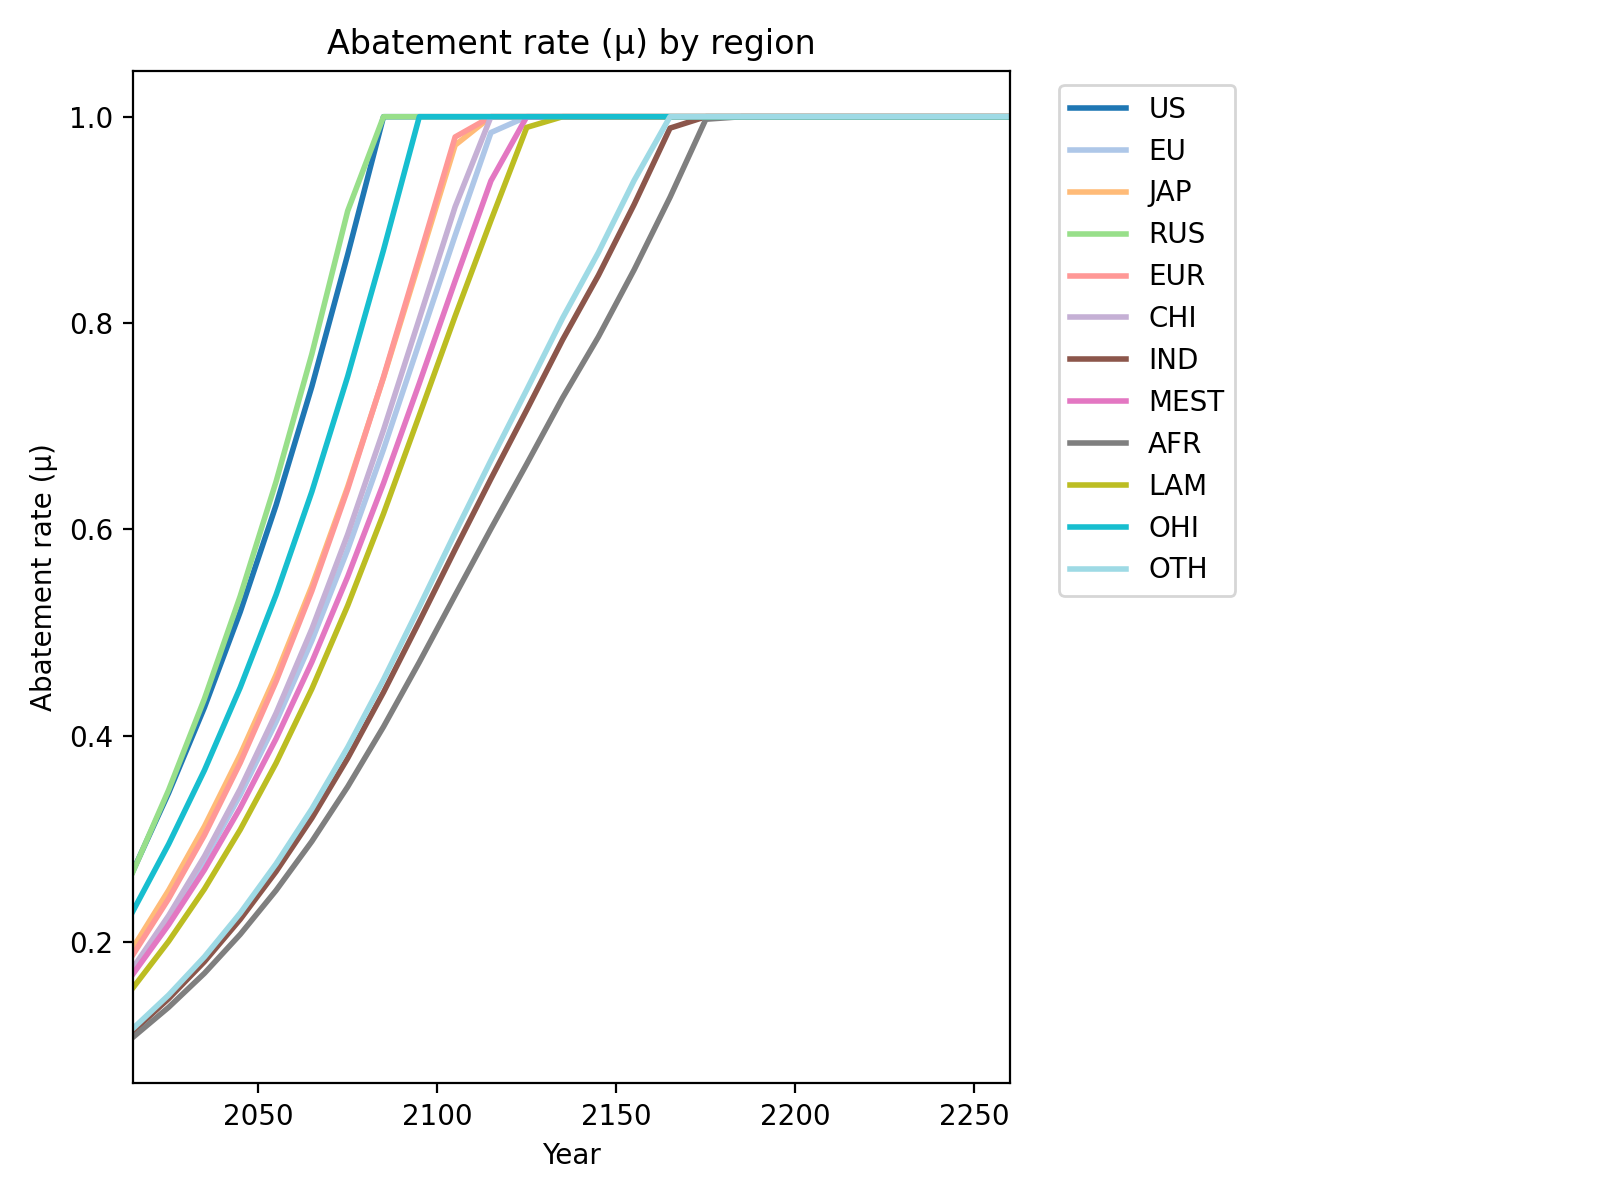 Abatement rate (μ) by region
Abatement rate (μ)
1.0
0.8
0.6
0.4
0.2
2050
2100
2150
2200
2250
Year
US
EU
JAP
RUS
EUR
CHI
IND
MEST
AFR
LAM
OHI
OTH